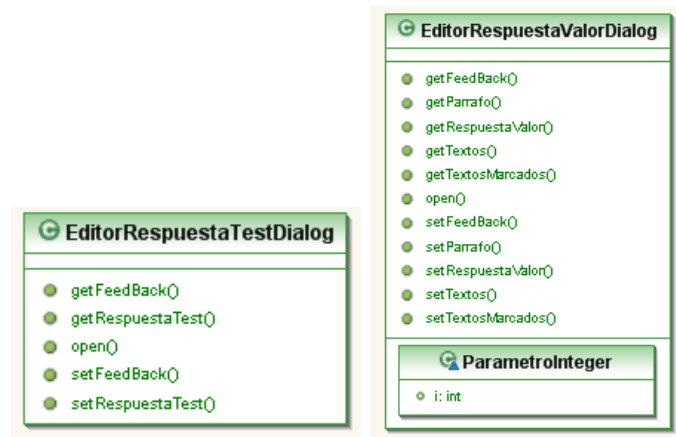 EditorRespuestaTestDialog
getFeedBack()
getRespuestaTest()
open()
setFeedBack()
setRespuestaTest()
EditorRespuestaValorDialog
getFeedBack()
getParrafo()
getRespuestaValor()
getTextos()
getTextosMarcados()
open()
setFeedBack()
setParrafo()
setRespuestaValor()
setTextos()
setTextosMarcados()
ParametroInteger
i: int